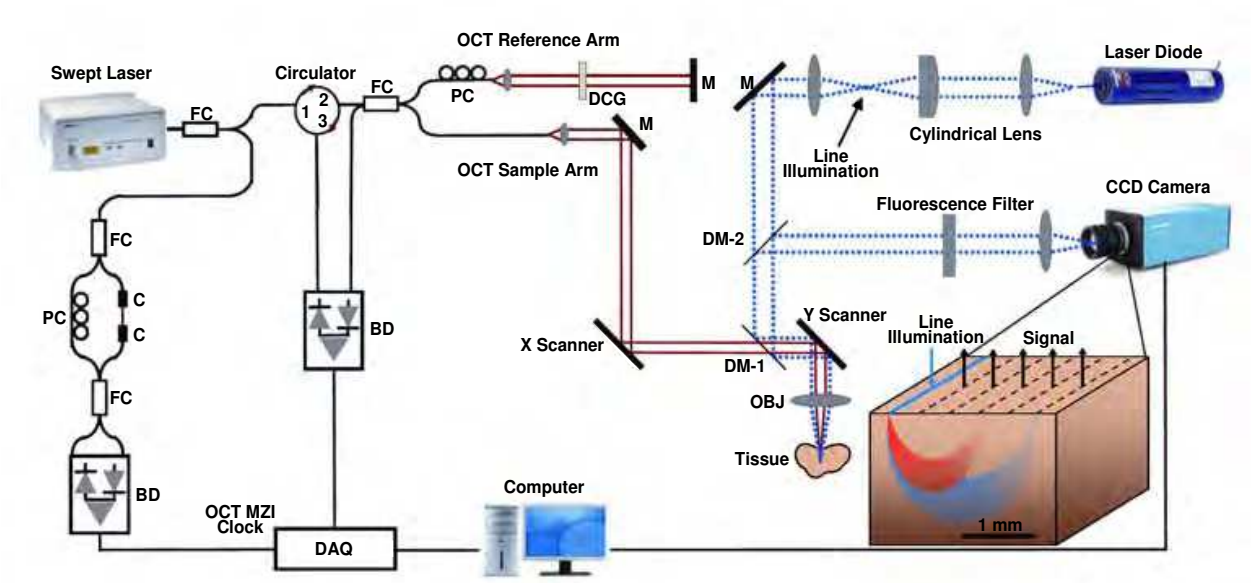 OCT Reference Arm
Swept Laser
Circulator
FC
FC
PC
DCG
M
M
Laser Diode
1
2
3
M
OCT Sample Arm
Line
Illumination
Cylindrical Lens
CCD Camera
Fluorescence Filter
FC
DM-2
PC
C
C
BD
X Scanner
Y Scanner
DM-1
Line
Illumination
Signal
FC
OBJ
Tissue
BD
OCT MZI
Clock
Computer
1 mm
DAQ